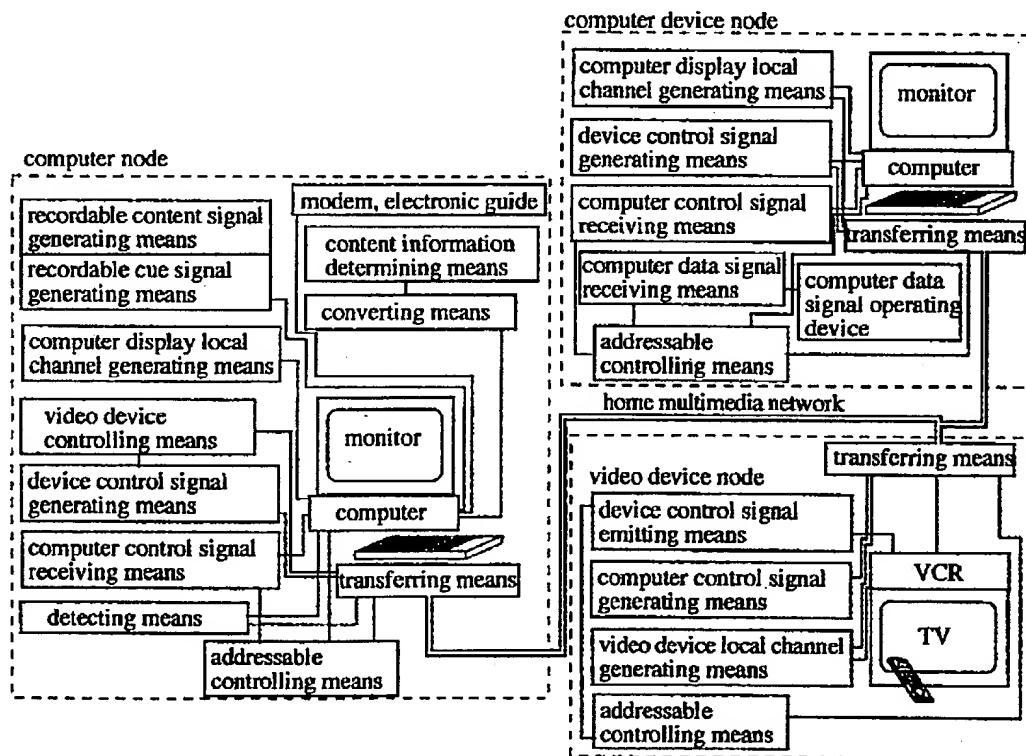 computer device node
computer display local
channel generating means
monitor
device control signal
generating means
computer
computer control signal
receiving means
transferring means
computer data signal
receiving means
computer data
signal operating
device
addressable
controlling means
computer node
recordable content signal
generating means
recordable cue signal
generating means
modem, electronic guide
content information
determining means
converting means
computer display local
channel generating means
video device
controlling means
monitor
device control signal
generating means
computer
computer control signal
receiving means
transferring means
detecting means
addressable
controlling means
home multimedia network
transferring means
video device node
device control signal
emitting means
VCR
computer control signal
generating means
TV
video device local channel
generating means
addressable
controlling means